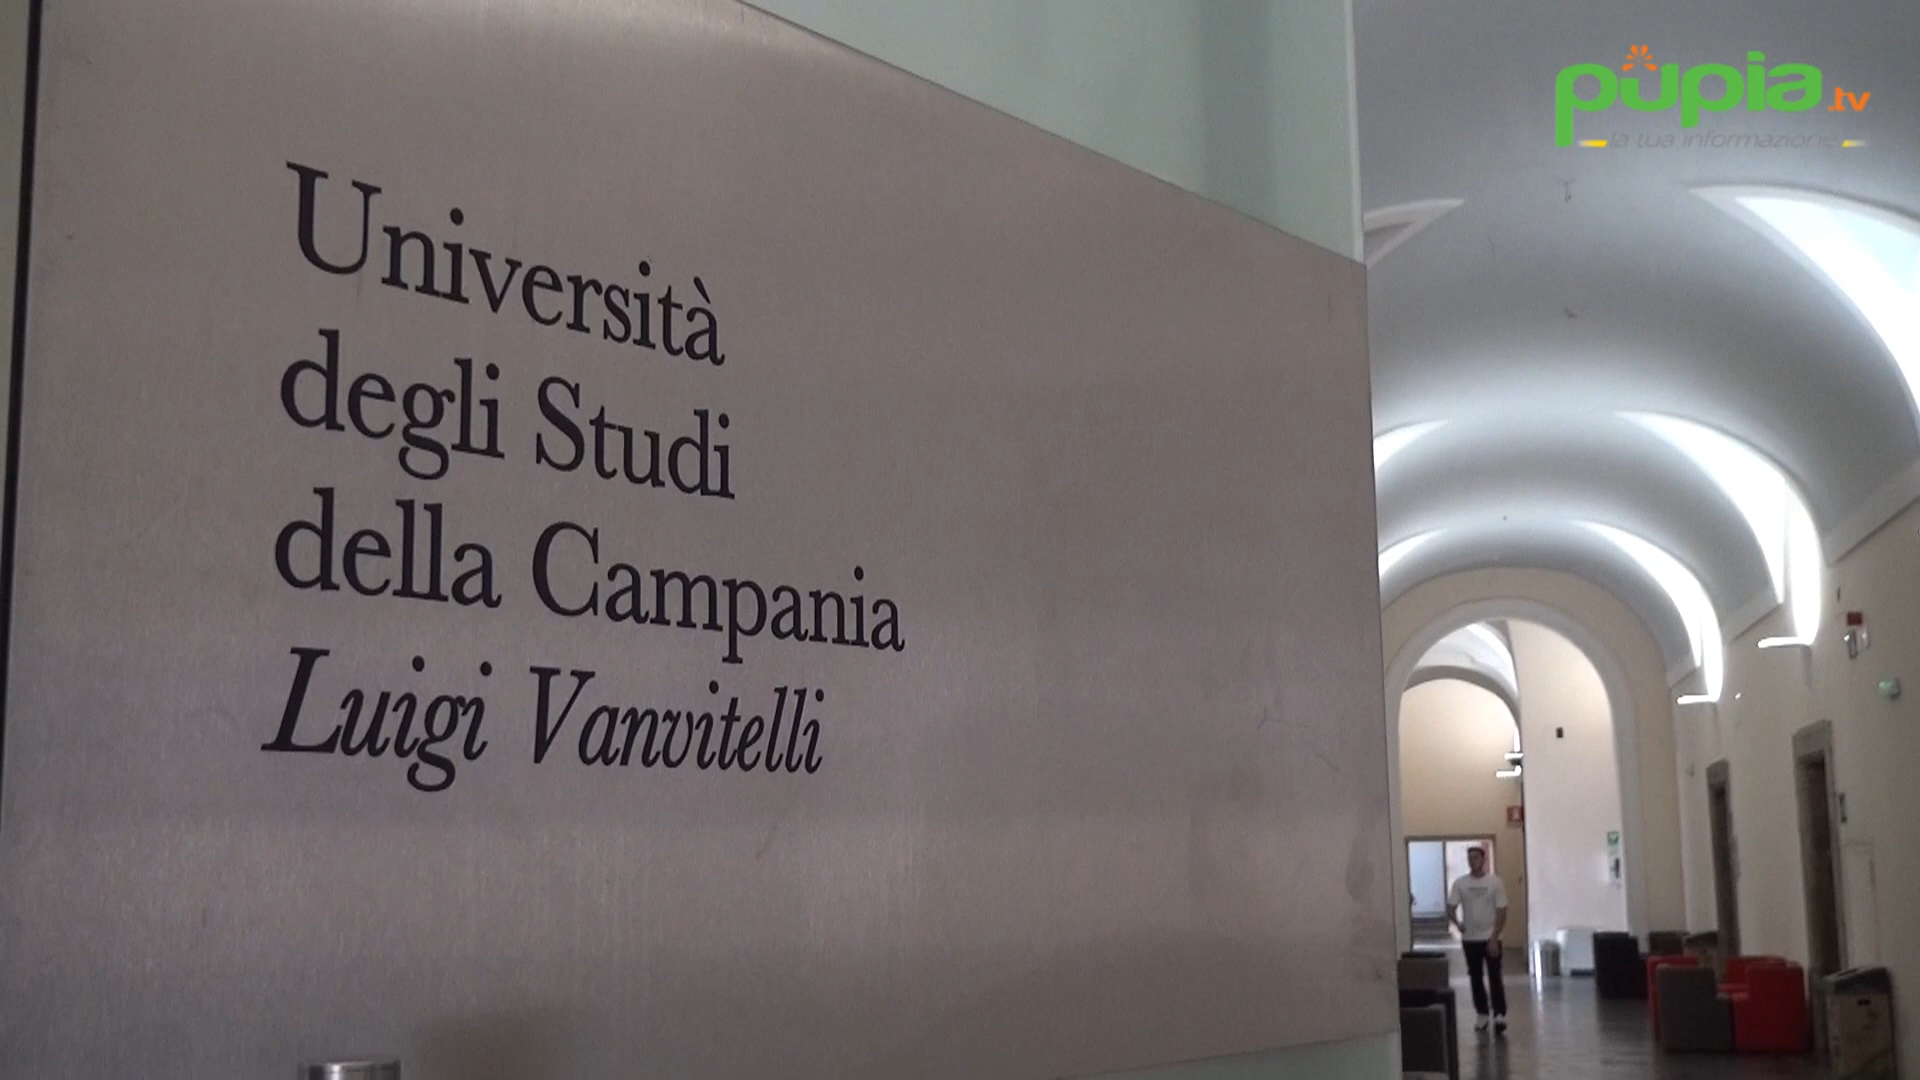 Università
degli Studi
della Campania
Luigi Vanvitelli
pupia.tv
la tua informazione